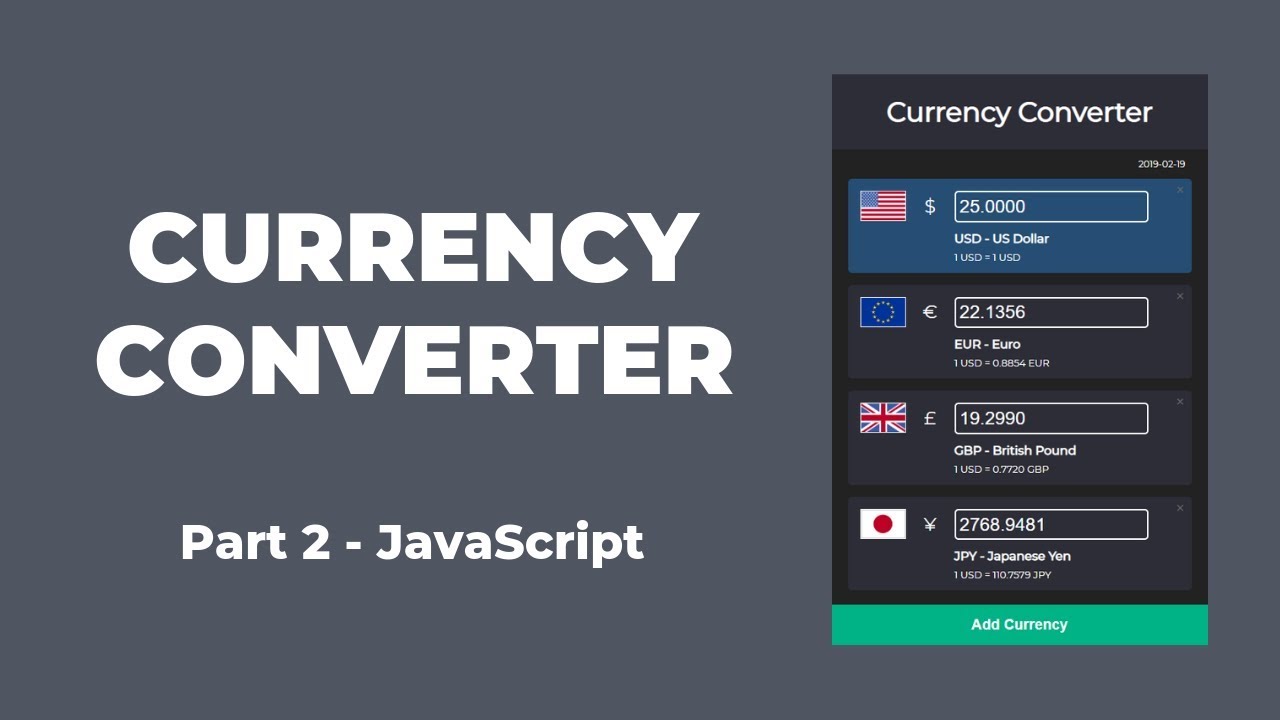 CURRENCY
CONVERTER
Part 2 - JavaScript
Currency Converter
2019-02-19
x
$ 25.0000
USD - US Dollar
1 USD = 1 USD
x
€ 22.1356
EUR - Euro
1 USD = 0.8854 EUR
x
£ 19.2990
GBP - British Pound
1 USD = 0.7720 GBP
x
¥ 2768.9481
JPY - Japanese Yen
1 USD = 110.7579 JPY
Add Currency